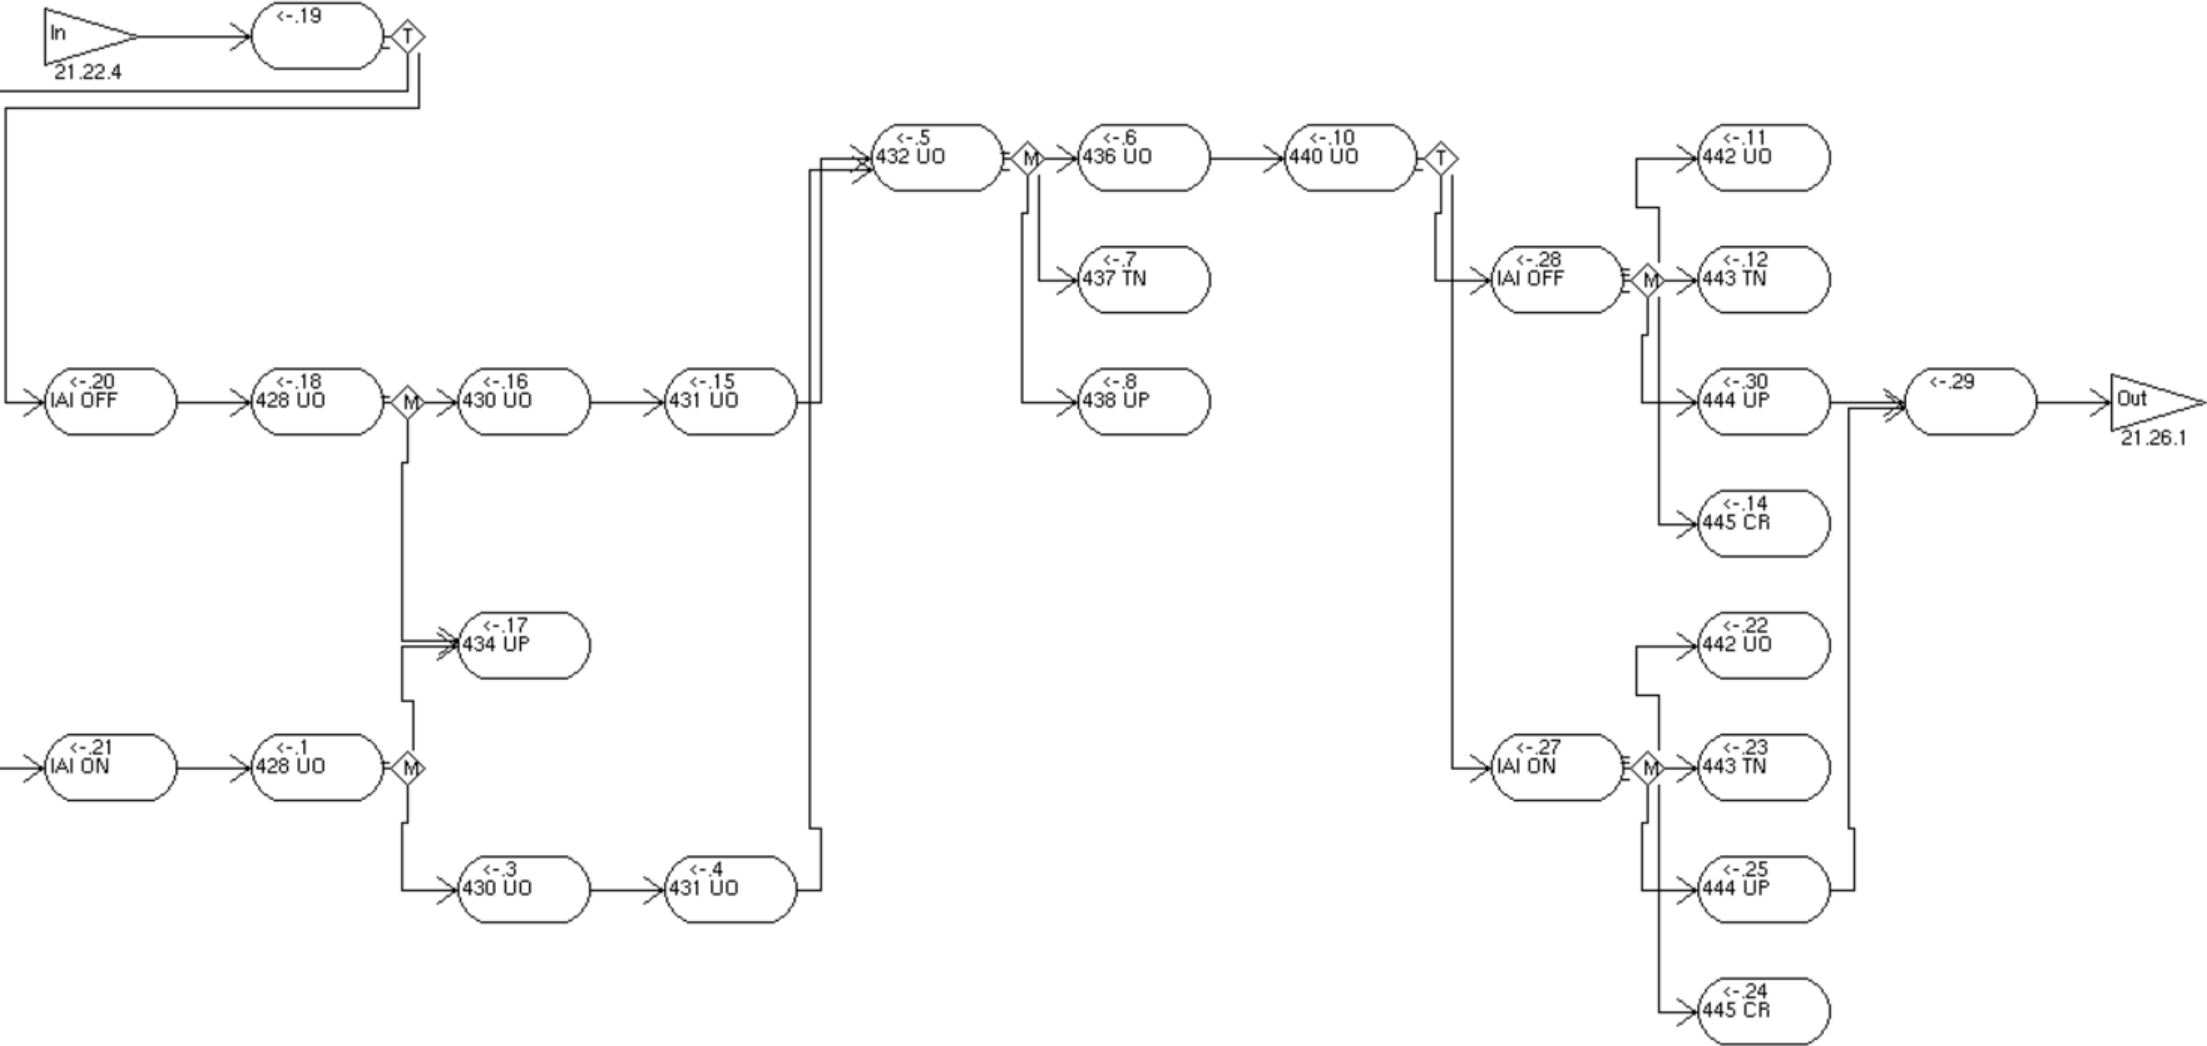 In
21.22.4
<-.19
T
<-.5
432 UO
M
<-.6
436 UO
<-.10
440 UO
T
<-.11
442 UO
<-.7
437 TN
<-.28
IAI OFF
M
<-.12
443 TN
<-.20
IAI OFF
<-.18
428 UO
M
<-.16
430 UO
<-.15
431 UO
<-.8
438 UP
<-.30
444 UP
<-.29
Out
21.26.1
<-.14
445 CR
<-.17
434 UP
<-.22
442 UO
<-.21
IAI ON
<-.1
428 UO
M
<-.27
IAI ON
M
<-.23
443 TN
<-.3
430 UO
<-.4
431 UO
<-.25
444 UP
<-.24
445 CR